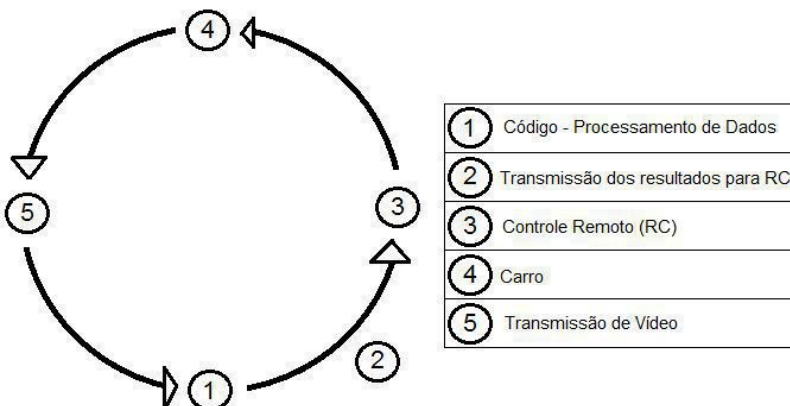 4
5
3
2
1
1 Código - Processamento de Dados
2 Transmissão dos resultados para RC
3 Controle Remoto (RC)
4 Carro
5 Transmissão de Vídeo